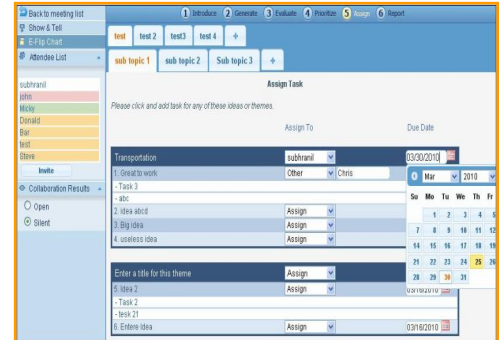 Back to meeting list
1 Introduce 2 Generate 3 Evaluate 4 Prioritize 5 Assign 6 Report
Show & Tell
E-Flip Chart
test test 2 test3 test 4 +
Attendee List
sub topic 1 sub topic 2 Sub topic 3 +
Assign Task
subhranil
john
Micky
Donald
Bar
test
Steve
Invite
Collaboration Results
Open
Silent
Please click and add task for any of these ideas or themes.
Assign To Due Date
Transportation subhranil 03/30/2010
1. Great to work Other Chris
- Task 3
- abc
2. Idea abcd Assign
3. Big idea Assign
4. useless idea Assign
Mar 2010
Su Mo Tu We Th Fr
1 2 3 4 5
7 8 9 10 11 12
14 15 16 17 18 19
21 22 23 24 25 26
28 29 30 31
Enter a title for this theme Assign
5. Idea 2 Assign 03/16/2010
- Task 2
- tesk 21
6. Entere Idea Assign 03/16/2010